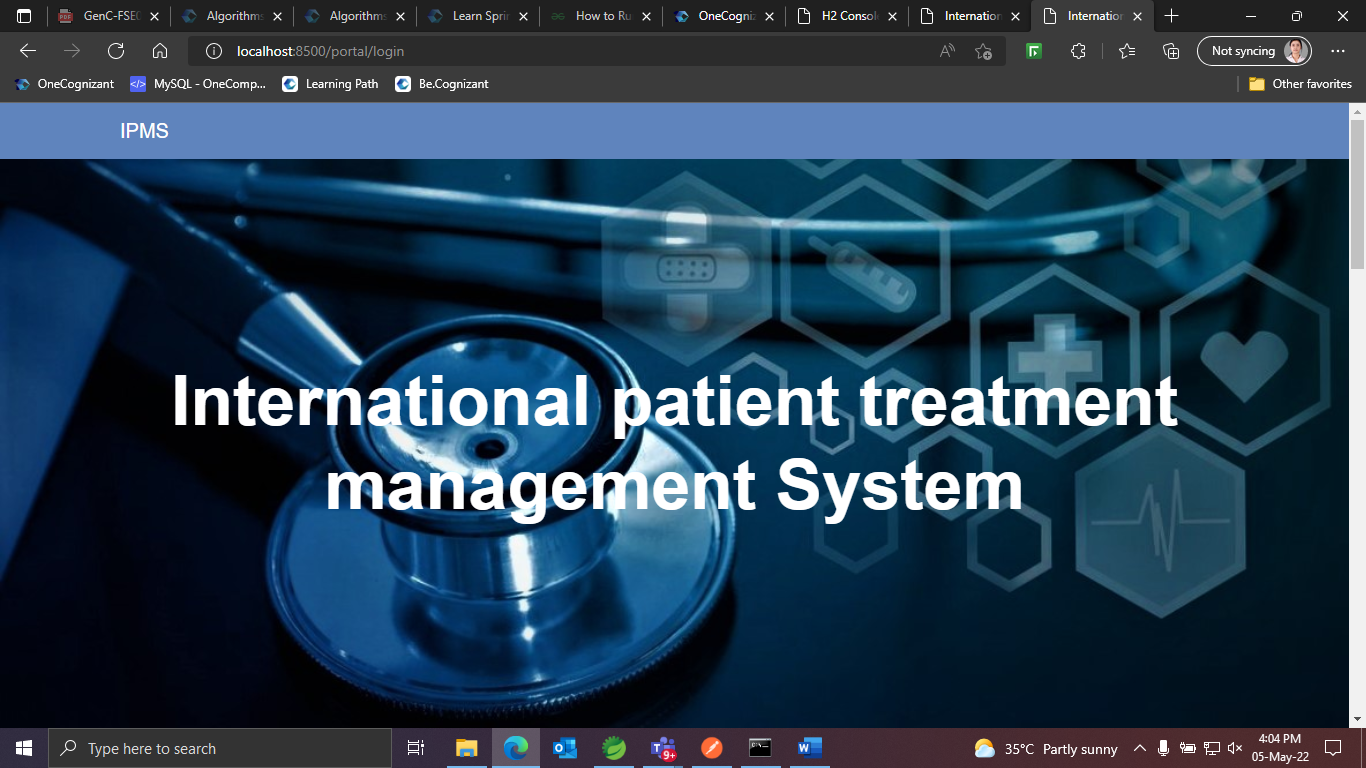 GenC-FSEC
Algorithms
Algorithms
Learn Sprin
How to Ru
OneCogniz
H2 Consol
Internation
Internation
localhost:8500/portal/login
Not syncing
OneCognizant
MySQL - OneComp...
Learning Path
Be.Cognizant
Other favorites
IPMS
International patient treatment
management System
Type here to search
9+
35°C Partly sunny
4:04 PM
05-May-22